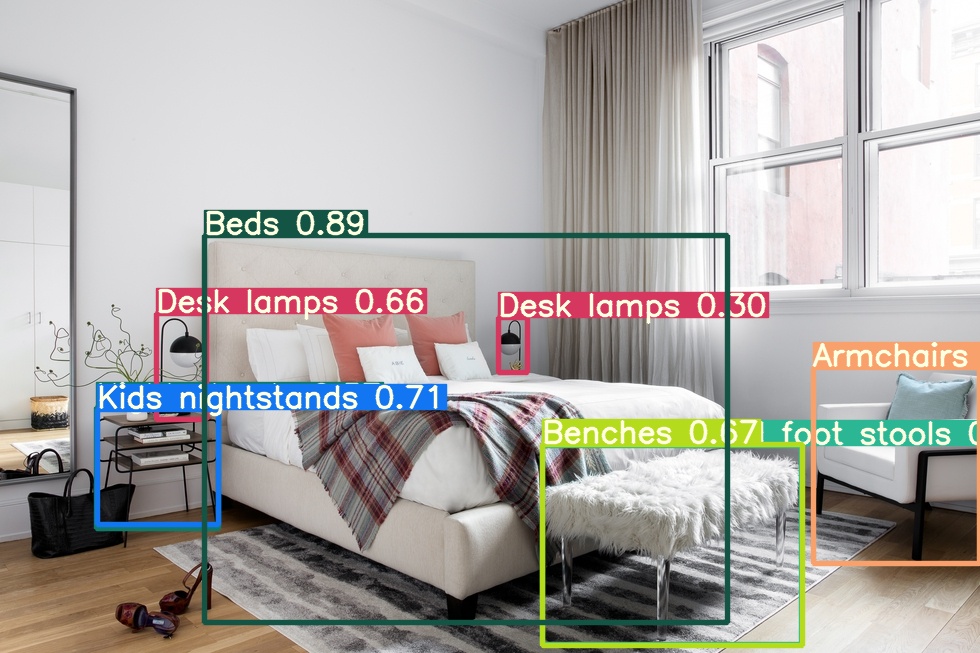 Beds 0.89
Desk lamps 0.66
Desk lamps 0.30
Armchairs
Kids nightstands 0.71
Benches 0.67
foot stools